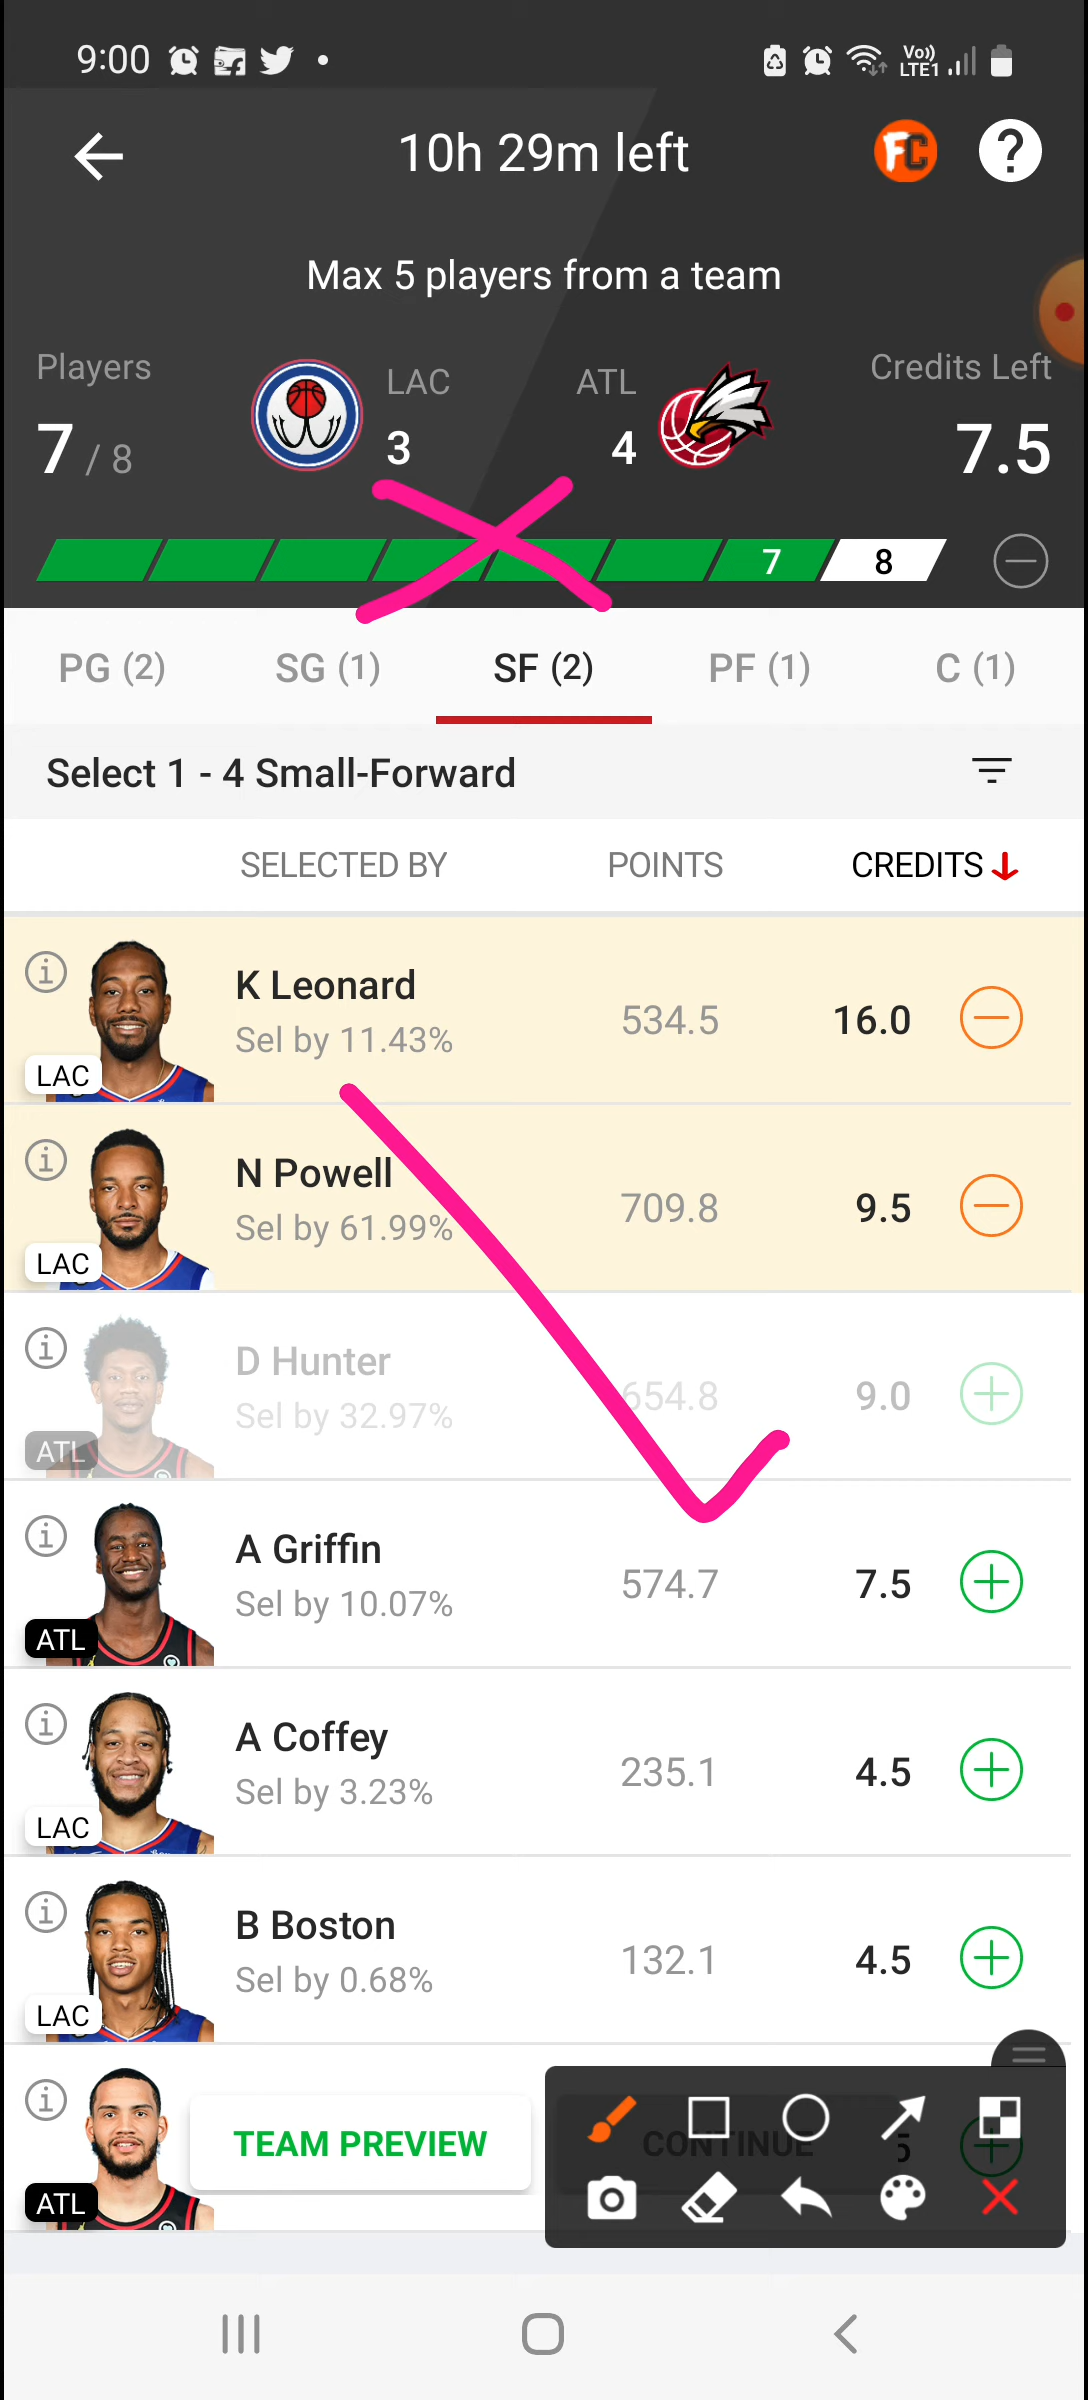 9:00
Vo)) LTE1
10h 29m left
FC
?
Max 5 players from a team
Players
LAC
ATL
Credits Left
7 / 8
3
4
7.5
7
8
PG (2)
SG (1)
SF (2)
PF (1)
C (1)
Select 1 - 4 Small-Forward
SELECTED BY
POINTS
CREDITS
K Leonard
Sel by 11.43%
534.5
16.0
LAC
N Powell
Sel by 61.99%
709.8
9.5
LAC
D Hunter
Sel by 32.97%
654.8
9.0
ATL
A Griffin
Sel by 10.07%
574.7
7.5
ATL
A Coffey
Sel by 3.23%
235.1
4.5
LAC
B Boston
Sel by 0.68%
132.1
4.5
LAC
TEAM PREVIEW
CONTINUE
ATL